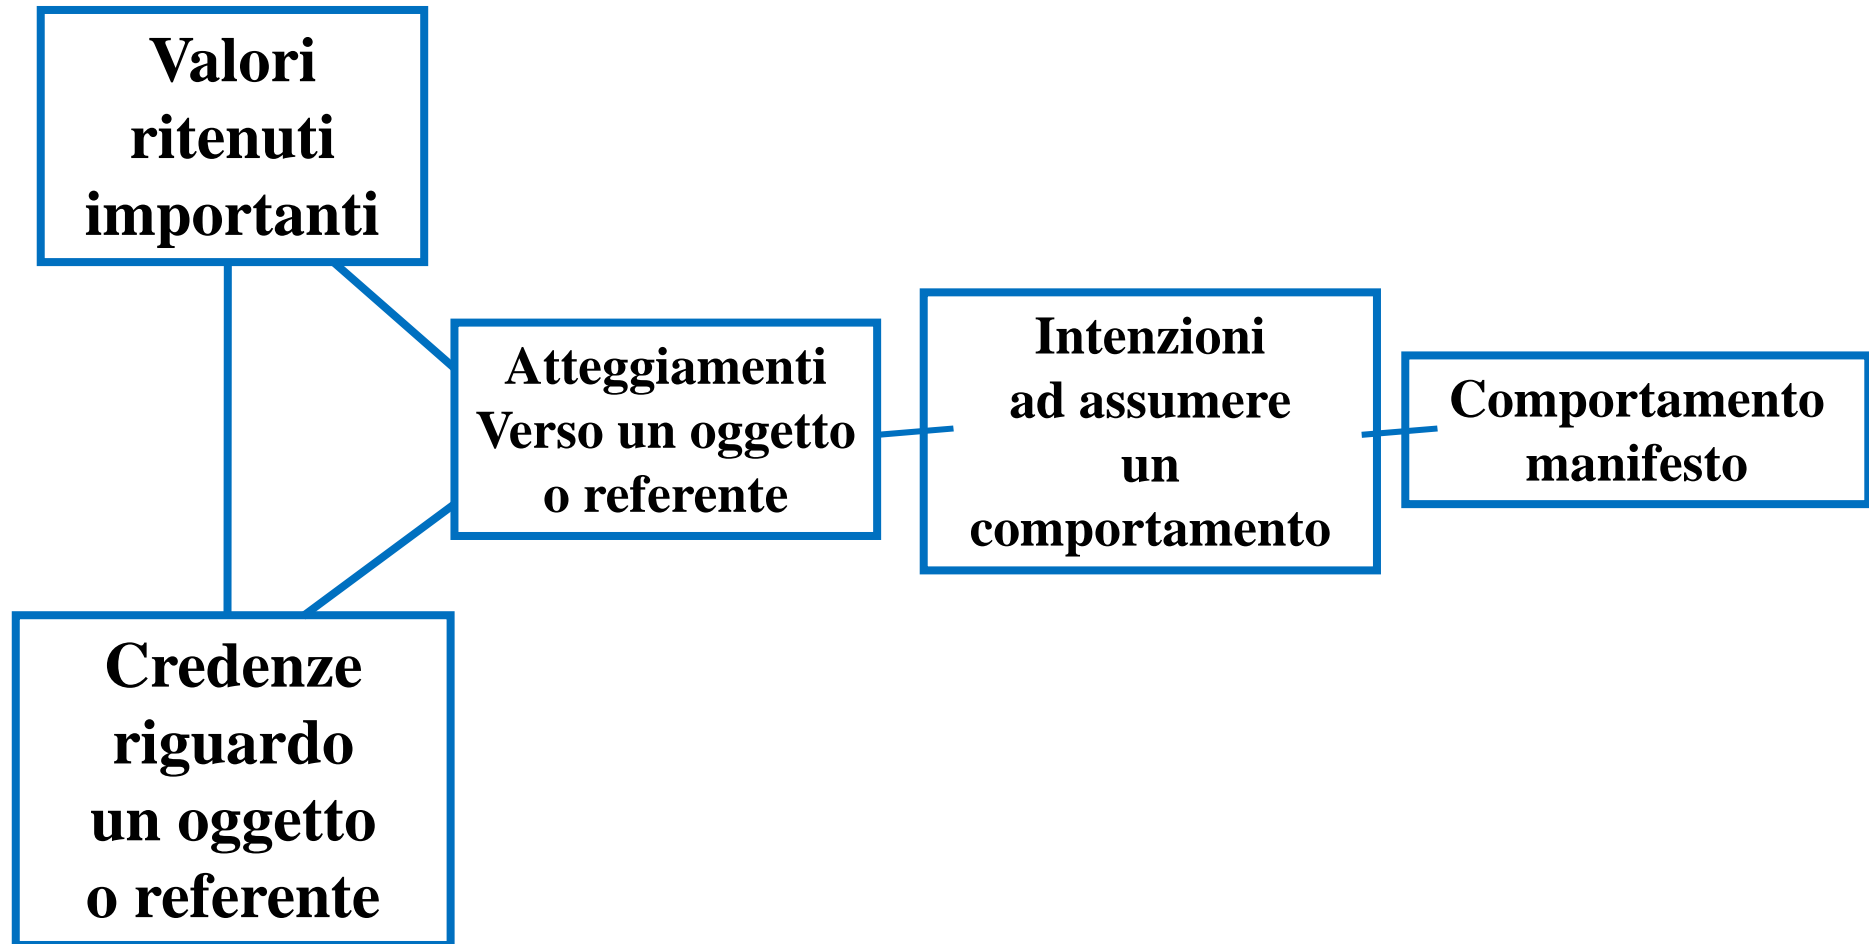 Valori
ritenuti
importanti
Atteggiamenti
Verso un oggetto
o referente
Intenzioni
ad assumere
un
comportamento
Comportamento
manifesto
Credenze
riguardo
un oggetto
o referente